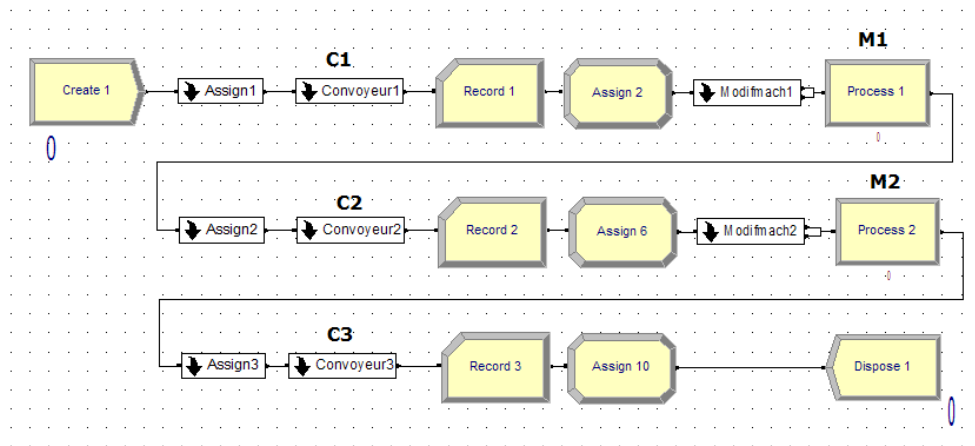 C1
M1
Create 1
Assign1
Convoyeur1
Record 1
Assign 2
Modifmach1
Process 1
0
0
C2
M2
Assign2
Convoyeur2
Record 2
Assign 6
Modifmach2
Process 2
0
C3
Assign3
Convoyeur3
Record 3
Assign 10
Dispose 1
0